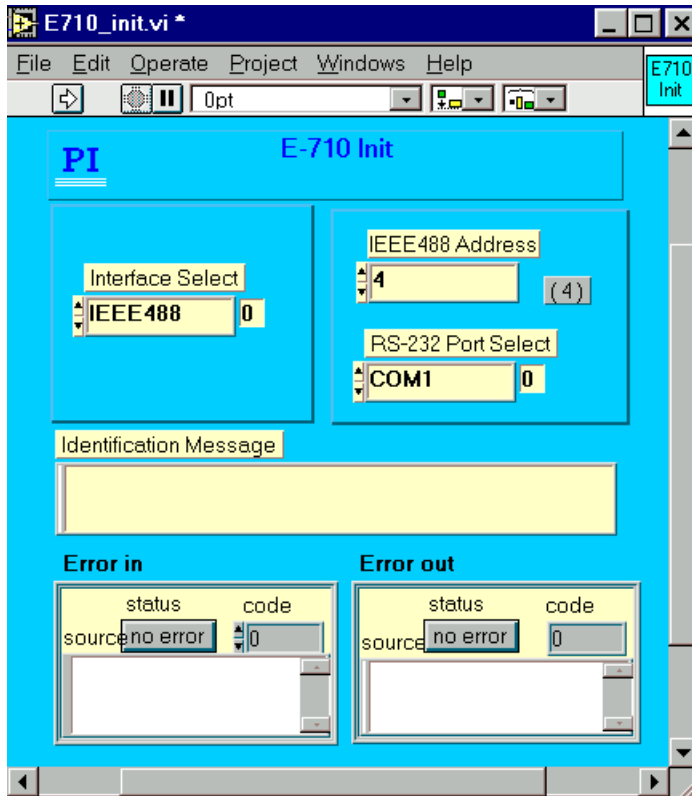 E710_init.vi *
File Edit Operate Project Windows Help
E710
Init
0pt
PI
E-710 Init
IEEE488 Address
4
(4)
Interface Select
IEEE488 0
RS-232 Port Select
COM1 0
Identification Message
Error in
status code
source no error 0
Error out
status code
source no error 0